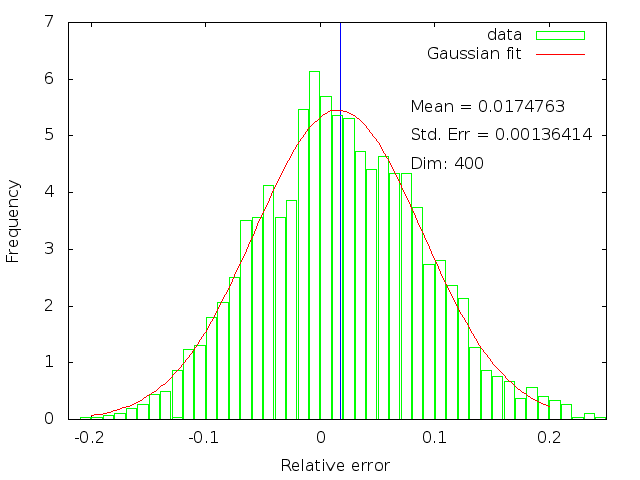 7
6
5
4
3
2
1
0
Frequency
data
Gaussian fit
Mean = 0.0174763
Std. Err = 0.00136414
Dim: 400
-0.2 -0.1 0 0.1 0.2
Relative error